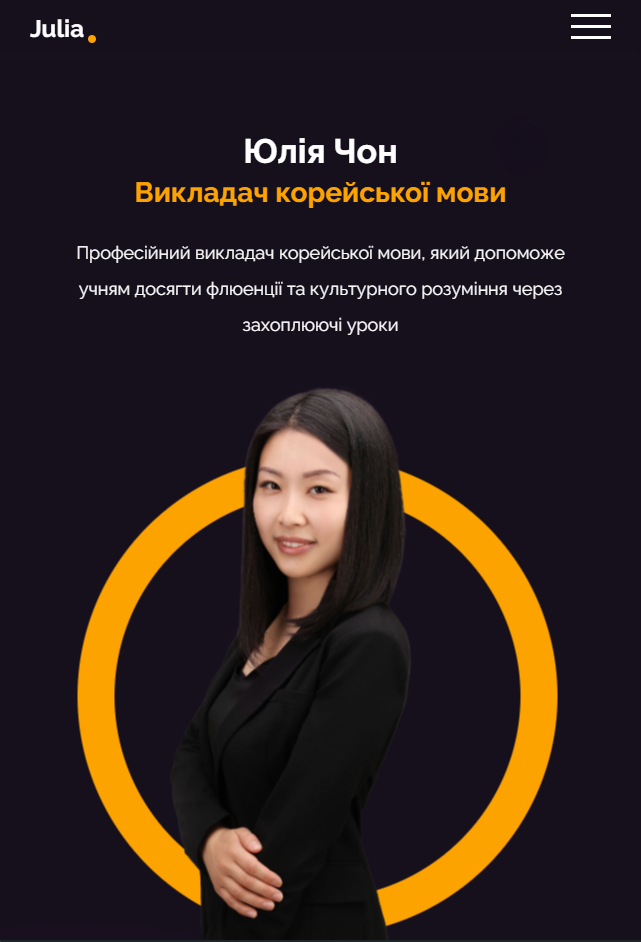 Julia
Юлія Чон
Викладач корейської мови
Професійний викладач корейської мови, який допоможе
учням досягти флюенції та культурного розуміння через
захоплюючі уроки